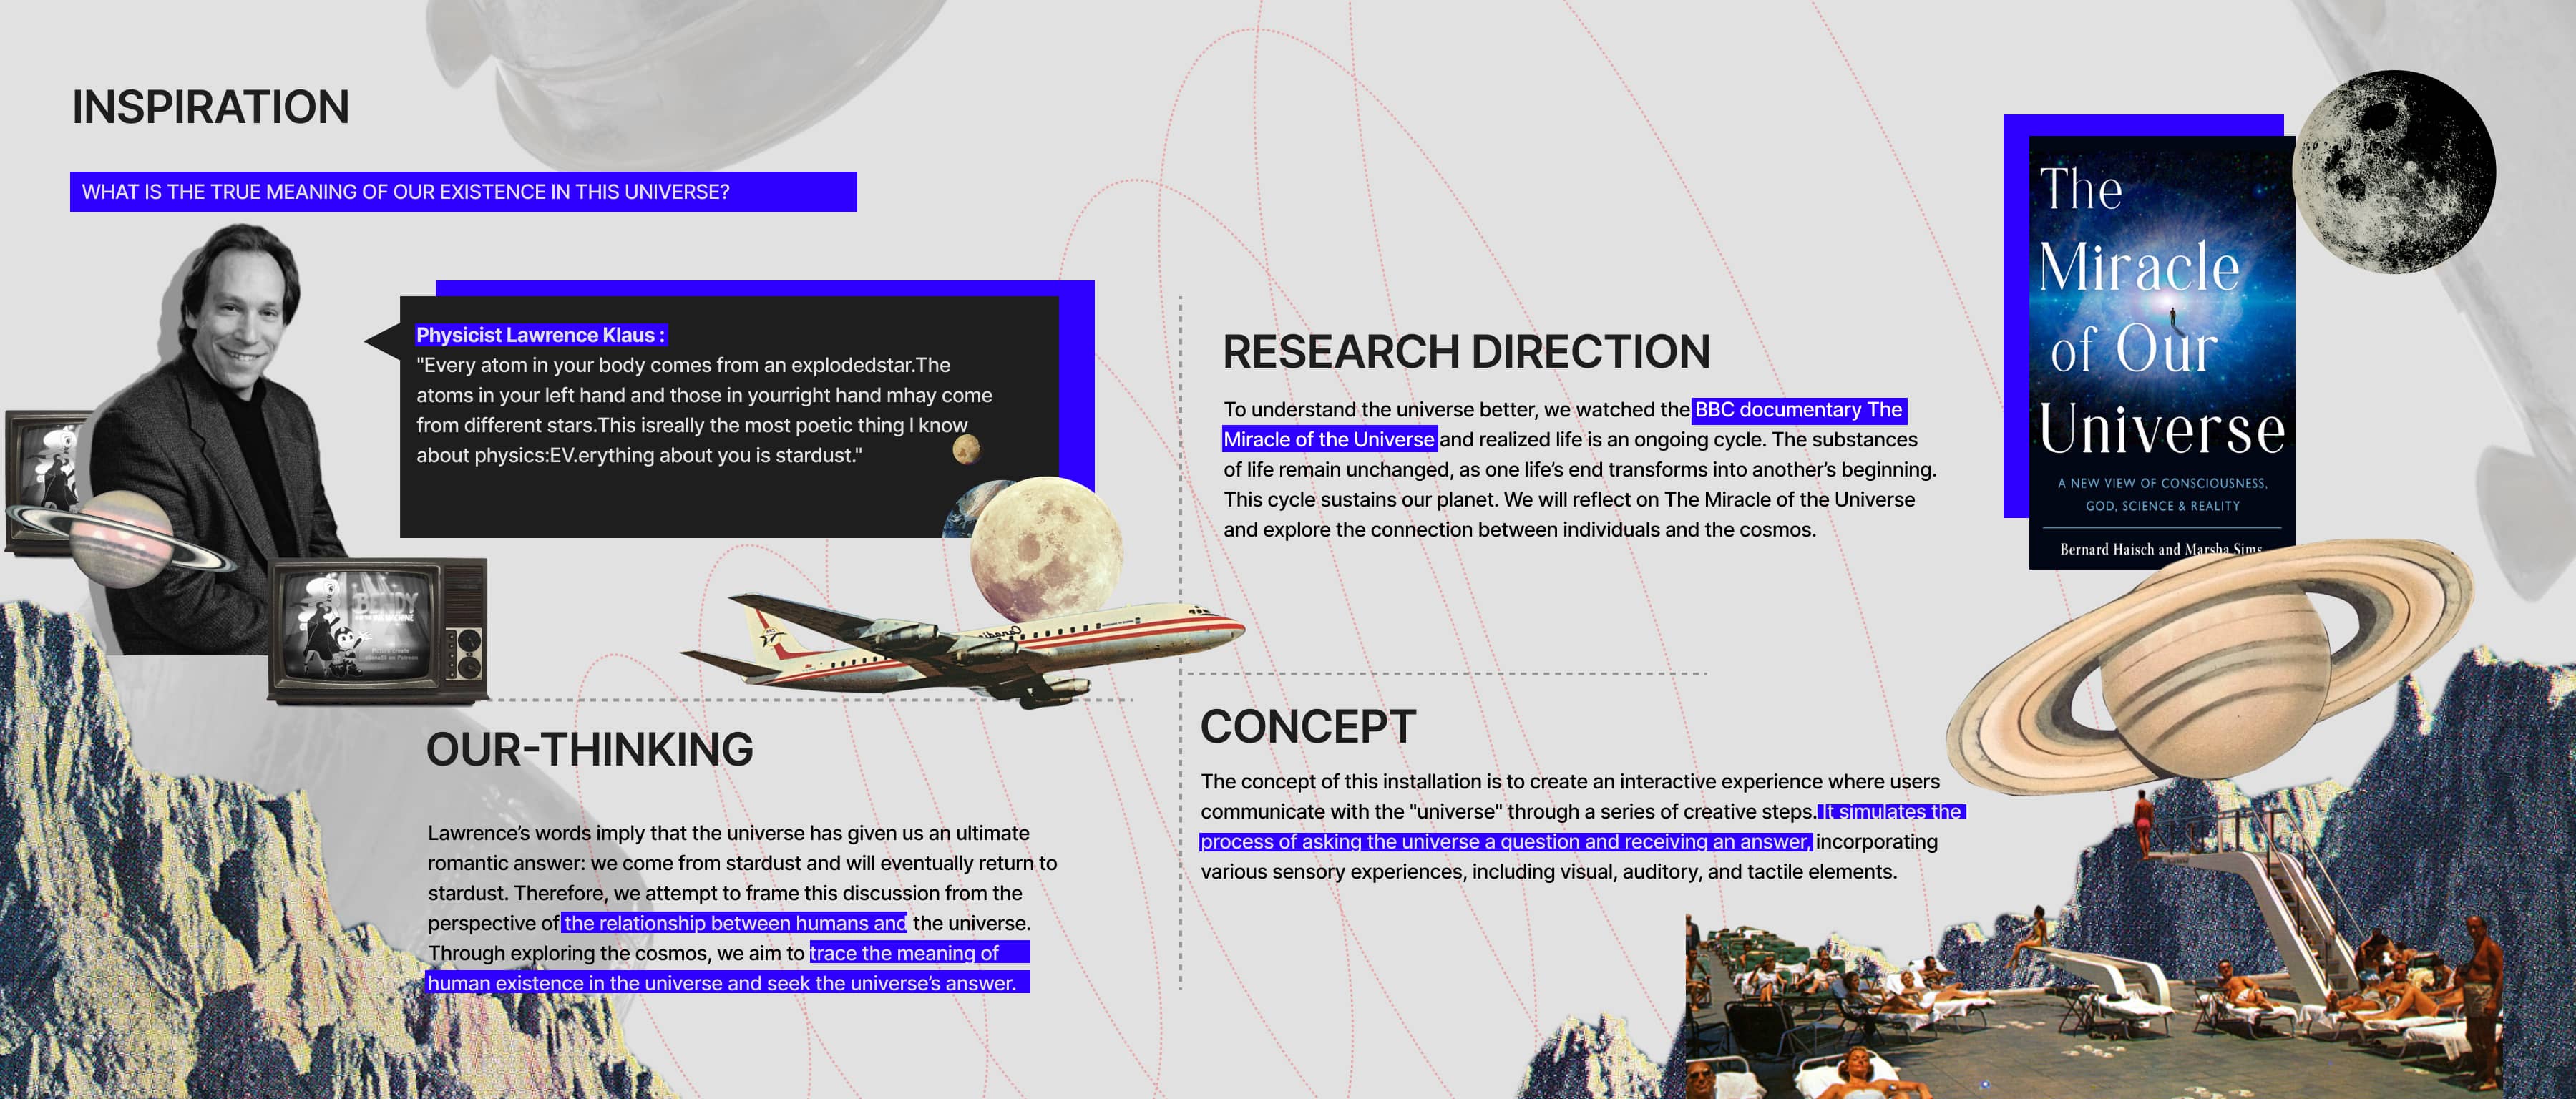 INSPIRATION
WHAT IS THE TRUE MEANING OF OUR EXISTENCE IN THIS UNIVERSE?
Physicist Lawrence Klaus :
"Every atom in your body comes from an explodedstar.The
atoms in your left hand and those in yourright hand mhay come
from different stars.This isreally the most poetic thing I know
about physics:EV.erything about you is stardust."
BENDY
OUR-THINKING
Lawrence's words imply that the universe has given us an ultimate
romantic answer: we come from stardust and will eventually return to
stardust. Therefore, we attempt to frame this discussion from the
perspective of the relationship between humans and the universe.
Through exploring the cosmos, we aim to trace the meaning of
human existence in the universe and seek the universe's answer.
RESEARCH DIRECTION
To understand the universe better, we watched the BBC documentary The
Miracle of the Universe and realized life is an ongoing cycle. The substances
of life remain unchanged, as one life's end transforms into another's beginning.
This cycle sustains our planet. We will reflect on The Miracle of the Universe
and explore the connection between individuals and the cosmos.
CONCEPT
The concept of this installation is to create an interactive experience where users
communicate with the "universe" through a series of creative steps. It simulates the
process of asking the universe a question and receiving an answer, incorporating
various sensory experiences, including visual, auditory, and tactile elements.
The
Miracle
of Our
Universe
A NEW VIEW OF CONSCIOUSNESS,
GOD, SCIENCE & REALITY
Bernard Haisch and Marsha Sims